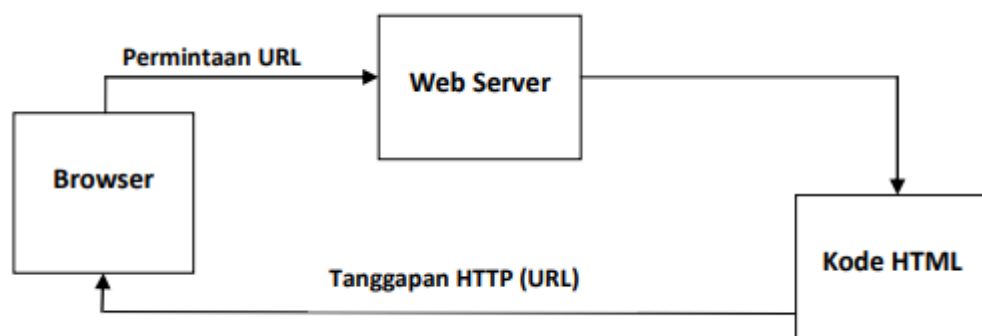 Permintaan URL
Web Server
Browser
Kode HTML
Tanggapan HTTP (URL)